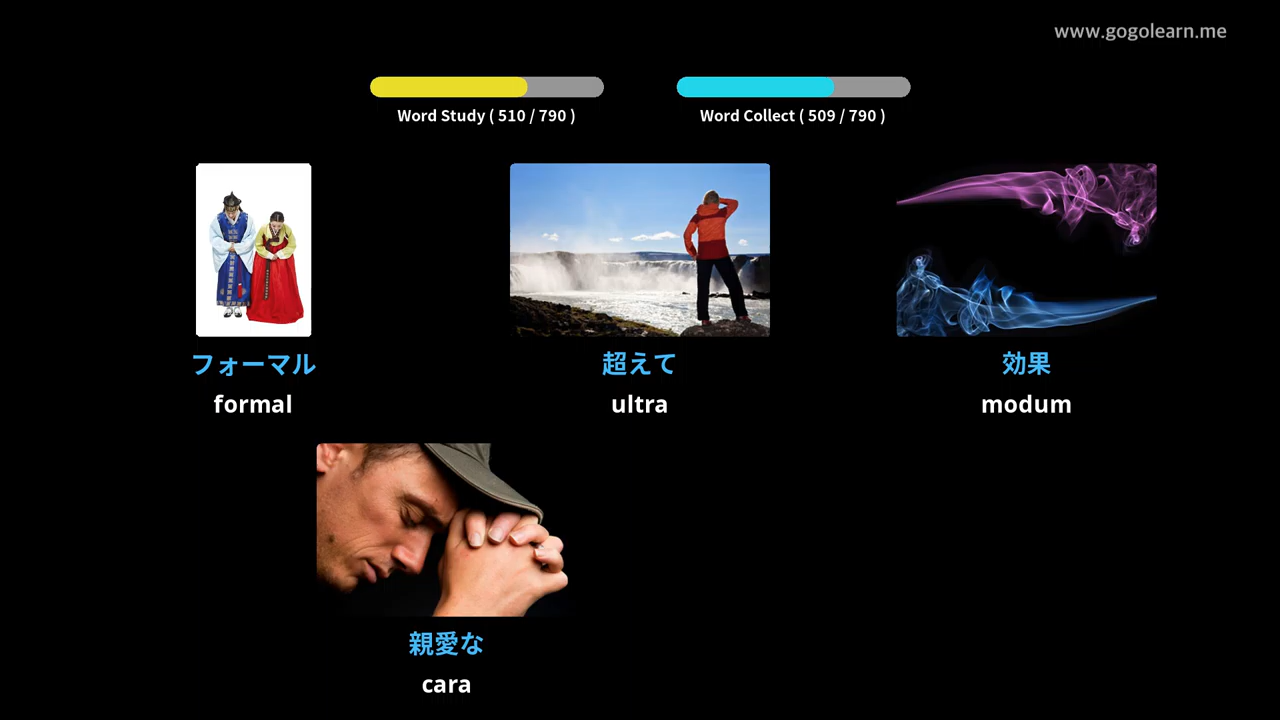 www.gogolearn.me
Word Study ( 510 / 790 )
Word Collect ( 509 / 790 )
フォーマル
formal
超えて
ultra
効果
modum
親愛な
cara